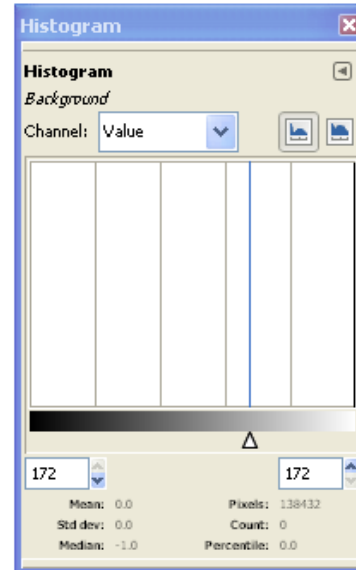 Histogram
Histogram
Background
Channel: Value
172 172
Mean: 0.0 Pixels: 138432
Std dev: 0.0 Count: 0
Median: -1.0 Percentile: 0.0